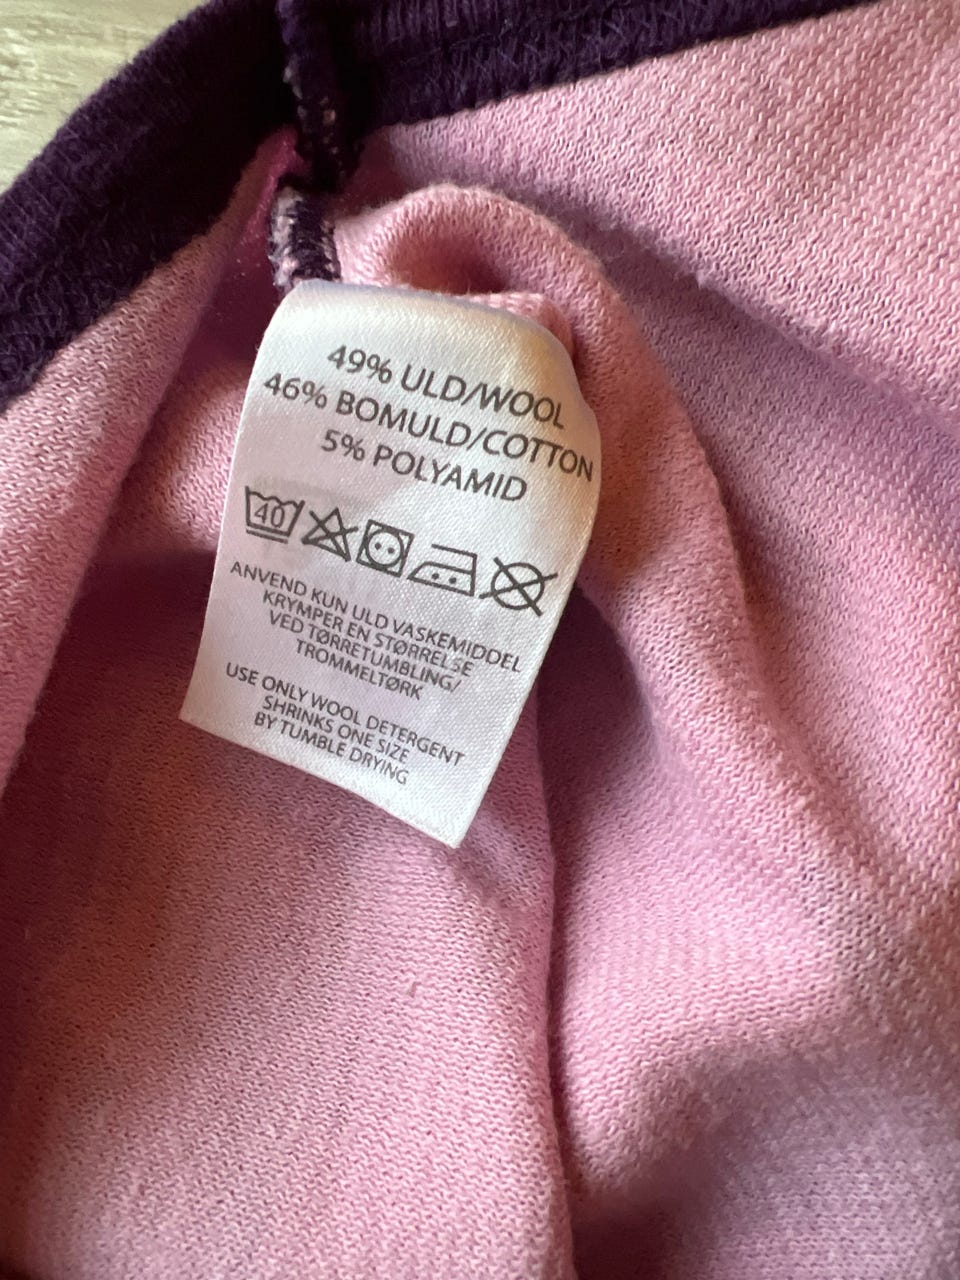 49% ULD/WOOL
46% BOMULD/COTTON
5% POLYAMID
40
ANVEND KUN ULD VASKEMIDDEL
KRYMPER EN STØRRELSE
VED TØRRETUMBLING/
TROMMELTØRK
USE ONLY WOOL DETERGENT
SHRINKS ONE SIZE
BY TUMBLE DRYING